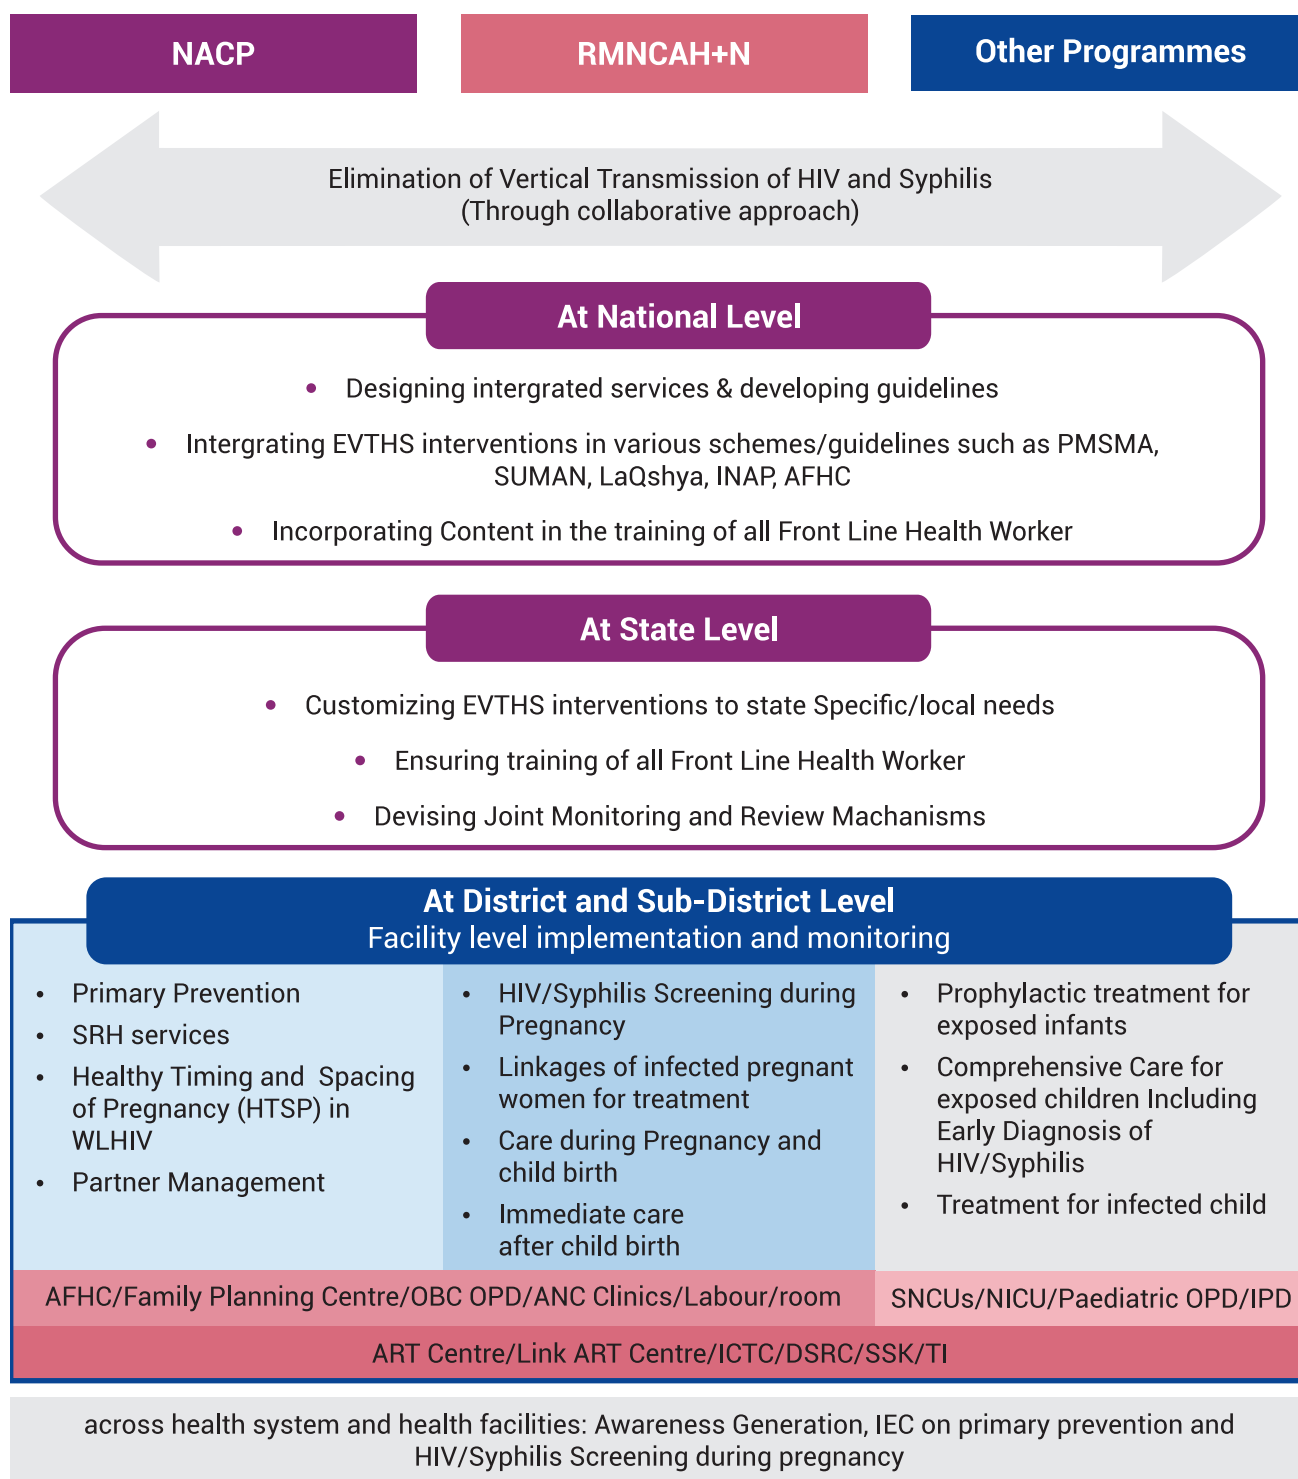 NACP
RMNCAH+N
Other Programmes
Elimination of Vertical Transmission of HIV and Syphilis
(Through collaborative approach)
At National Level
• Designing intergrated services & developing guidelines
• Intergrating EVTHS interventions in various schemes/guidelines such as PMSMA,
SUMAN, LaQshya, INAP, AFHC
• Incorporating Content in the training of all Front Line Health Worker
At State Level
• Customizing EVTHS interventions to state Specific/local needs
• Ensuring training of all Front Line Health Worker
• Devising Joint Monitoring and Review Machanisms
At District and Sub-District Level
Facility level implementation and monitoring
• Primary Prevention
• SRH services
• Healthy Timing and Spacing
of Pregnancy (HTSP) in
WLHIV
• Partner Management
• HIV/Syphilis Screening during
Pregnancy
• Linkages of infected pregnant
women for treatment
• Care during Pregnancy and
child birth
• Immediate care
after child birth
• Prophylactic treatment for
exposed infants
• Comprehensive Care for
exposed children Including
Early Diagnosis of
HIV/Syphilis
• Treatment for infected child
AFHC/Family Planning Centre/OBC OPD/ANC Clinics/Labour/room
SNCUs/NICU/Paediatric OPD/IPD
ART Centre/Link ART Centre/ICTC/DSRC/SSK/TI
across health system and health facilities: Awareness Generation, IEC on primary prevention and
HIV/Syphilis Screening during pregnancy